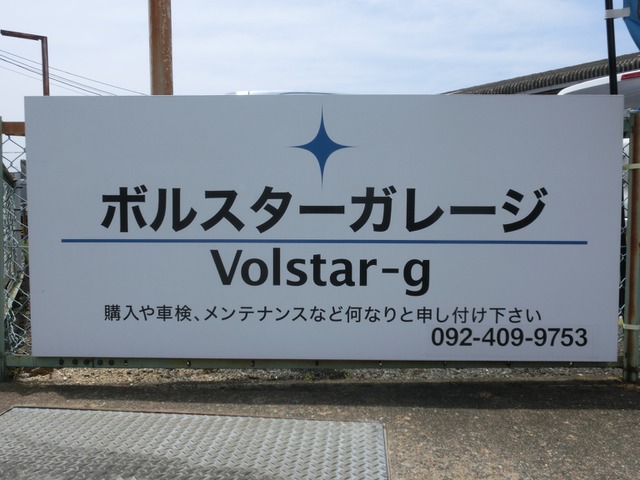 ボルスターガレージ
Volstar-g
購入や車検、メンテナンスなど何なりと申し付け下さい
092-409-9753